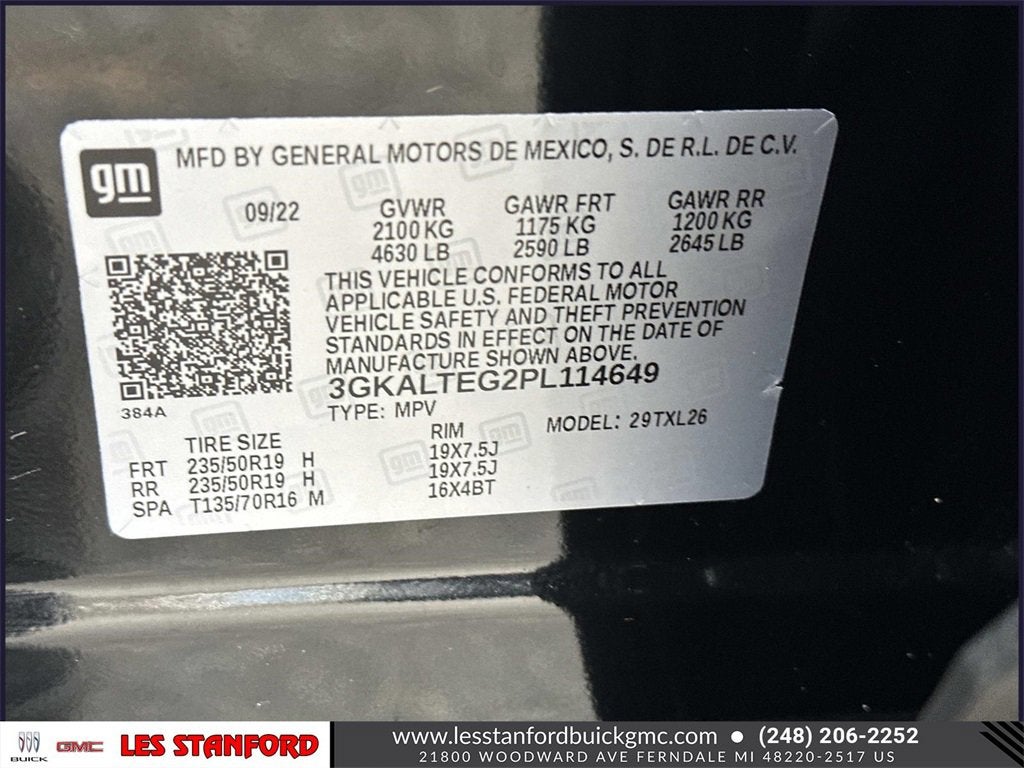 gm
MFD BY GENERAL MOTORS DE MEXICO, S. DE R.L. DE C.V.
09/22
GVWR GAWR FRT GAWR RR
2100 KG 1175 KG 1200 KG
4630 LB 2590 LB 2645 LB
THIS VEHICLE CONFORMS TO ALL
APPLICABLE U.S. FEDERAL MOTOR
VEHICLE SAFETY AND THEFT PREVENTION
STANDARDS IN EFFECT ON THE DATE OF
MANUFACTURE SHOWN ABOVE.
3GKALTEG2PL114649
384A
TYPE: MPV MODEL: 29TXL26
TIRE SIZE RIM
FRT 235/50R19 H 19X7.5J
RR 235/50R19 H 19X7.5J
SPA T135/70R16 M 16X4BT
BUICK GMC LES STANFORD
www.lesstanfordbuickgmc.com • (248) 206-2252
21800 WOODWARD AVE FERNDALE MI 48220-2517 US